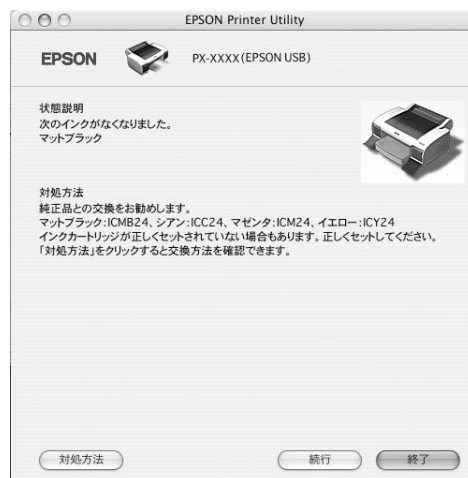 EPSON Printer Utility
EPSON
PX-XXXX (EPSON USB)
状態説明
次のインクがなくなりました。
マットブラック
対処方法
純正品との交換をお勧めします。
マットブラック:ICMB24、シアン:ICC24、マゼンタ:ICM24、イエロー:ICY24
インクカートリッジが正しくセットされていない場合もあります。正しくセットしてください。
「対処方法」をクリックすると交換方法を確認できます。
対処方法
続行
終了